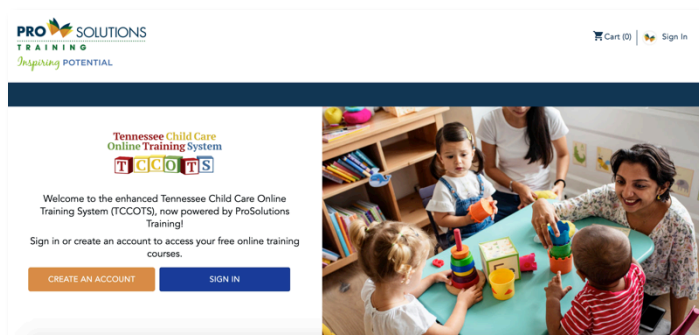 PRO SOLUTIONS
TRAINING
Inspiring POTENTIAL
Cart (0)
Sign In
Tennessee Child Care
Online Training System
TCCOTS
Welcome to the enhanced Tennessee Child Care Online
Training System (TCCOTS), now powered by ProSolutions
Training!
Sign in or create an account to access your free online training
courses.
CREATE AN ACCOUNT
SIGN IN